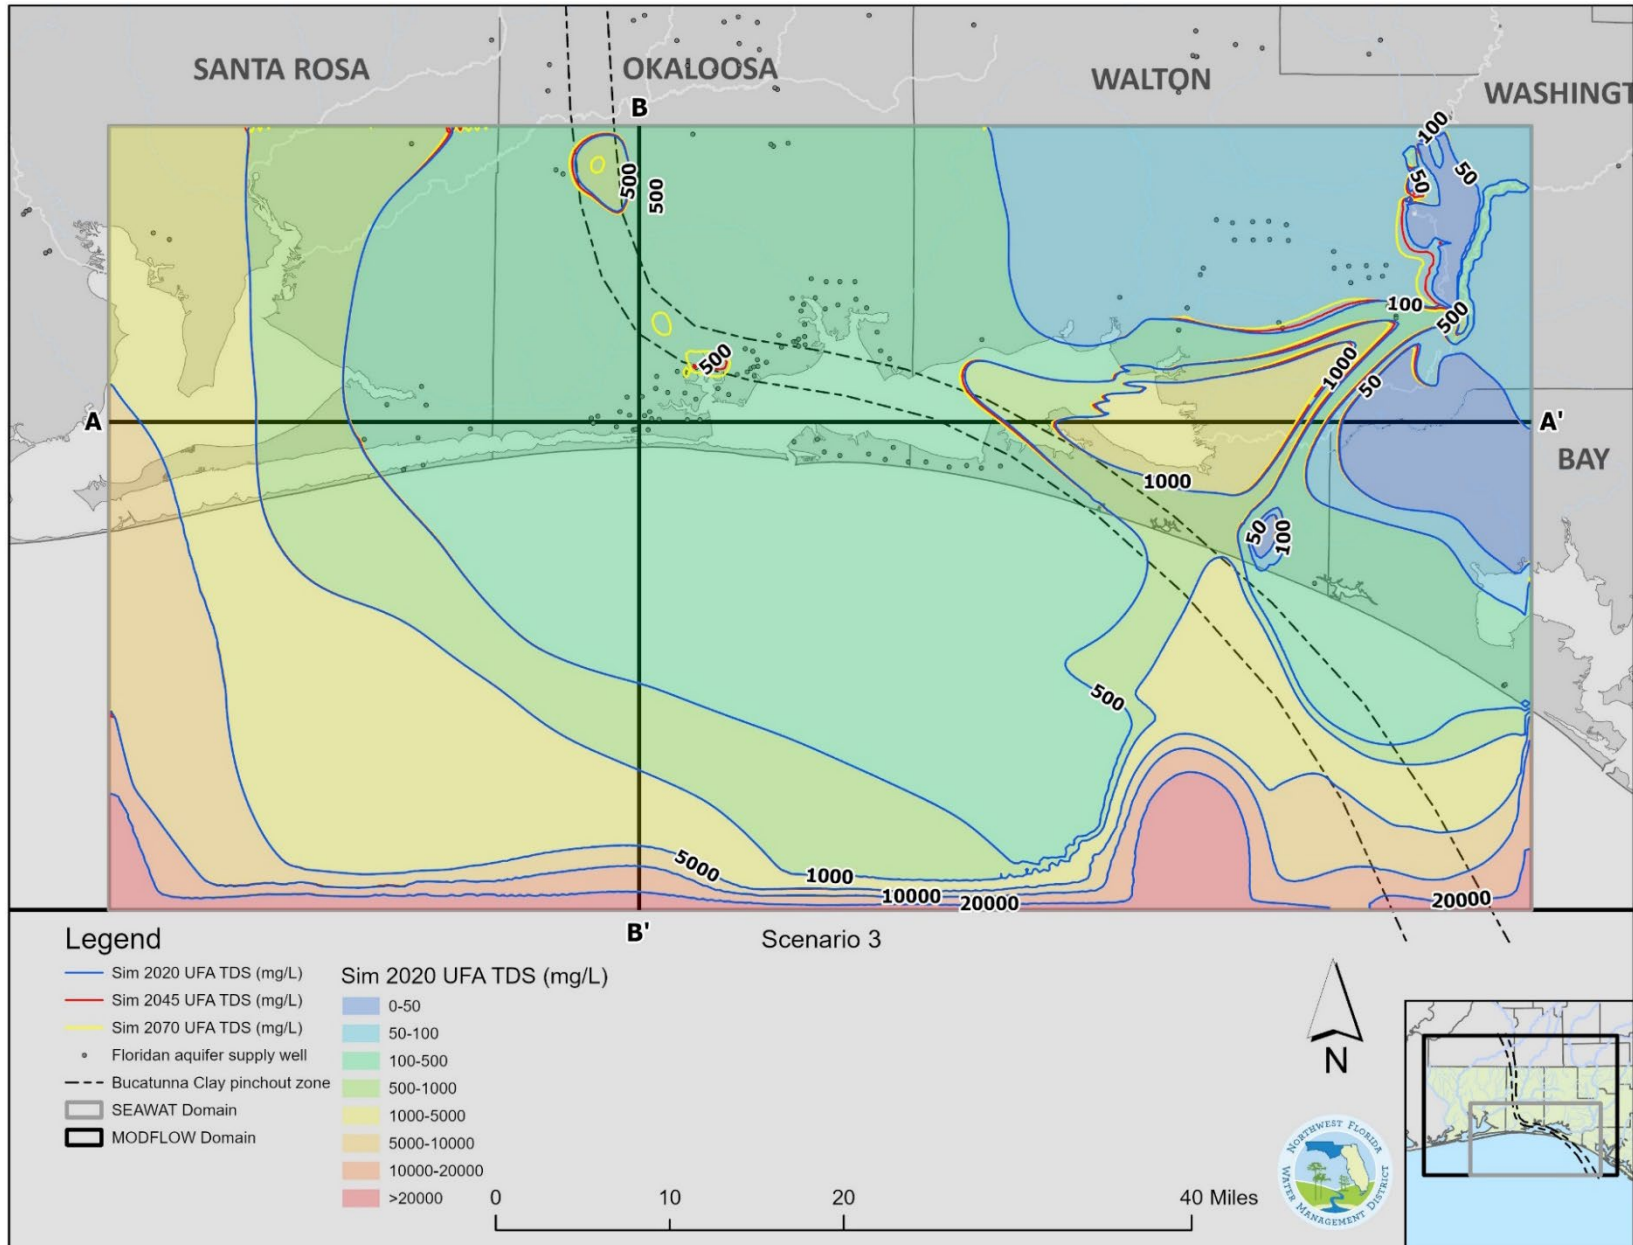 SANTA ROSA
OKALOOSA
WALTON
WASHINGT
B
100
50
50
500
500
100
500
500
1000
50
A
A'
BAY
1000
50
100
500
5000
1000
10000
20000
20000
B'
Scenario 3
Legend
Sim 2020 UFA TDS (mg/L)
Sim 2045 UFA TDS (mg/L)
Sim 2070 UFA TDS (mg/L)
Floridan aquifer supply well
Bucatunna Clay pinchout zone
SEAWAT Domain
MODFLOW Domain
Sim 2020 UFA TDS (mg/L)
0-50
50-100
100-500
500-1000
1000-5000
5000-10000
10000-20000
>20000
0 10 20 40 Miles
N
NORTHWEST FLORIDA
WATER MANAGEMENT DISTRICT